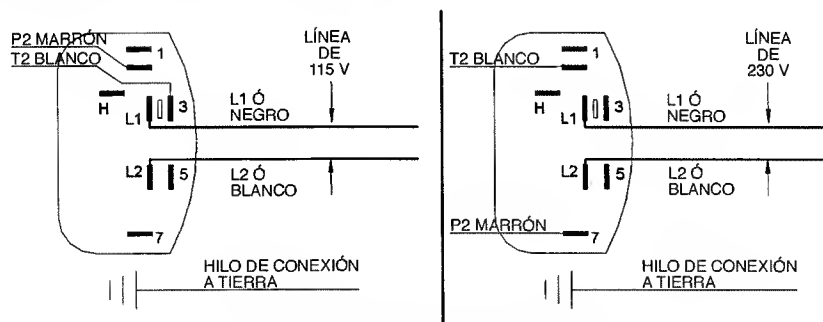 P2 MARRÓN
T2 BLANCO
1
H
3
L1
L1 Ó
NEGRO
LÍNEA
DE
115 V
L2
5
L2 Ó
BLANCO
7
HILO DE CONEXIÓN
A TIERRA
T2 BLANCO
1
H
3
L1
L1 Ó
NEGRO
LÍNEA
DE
230 V
L2
5
L2 Ó
BLANCO
P2 MARRÓN
7
HILO DE CONEXIÓN
A TIERRA